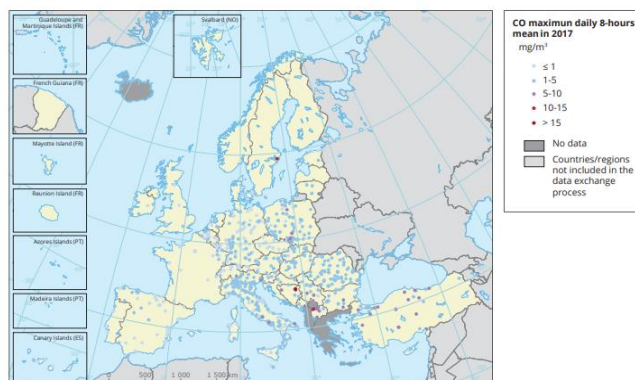 Guadeloupe and
Martinique Islands (FR)
Svalbard (NO)
French Guiana (FR)
Mayotte (FR)
Reunion Island (FR)
Azores Islands (PT)
Madeira Islands (PT)
Canary Islands (ES)
0 500 1 000 1 500 km
CO maximun daily 8-hours
mean in 2017
mg/m³
≤ 1
1-5
5-10
10-15
> 15
No data
Countries/regions
not included in the
data exchange
process